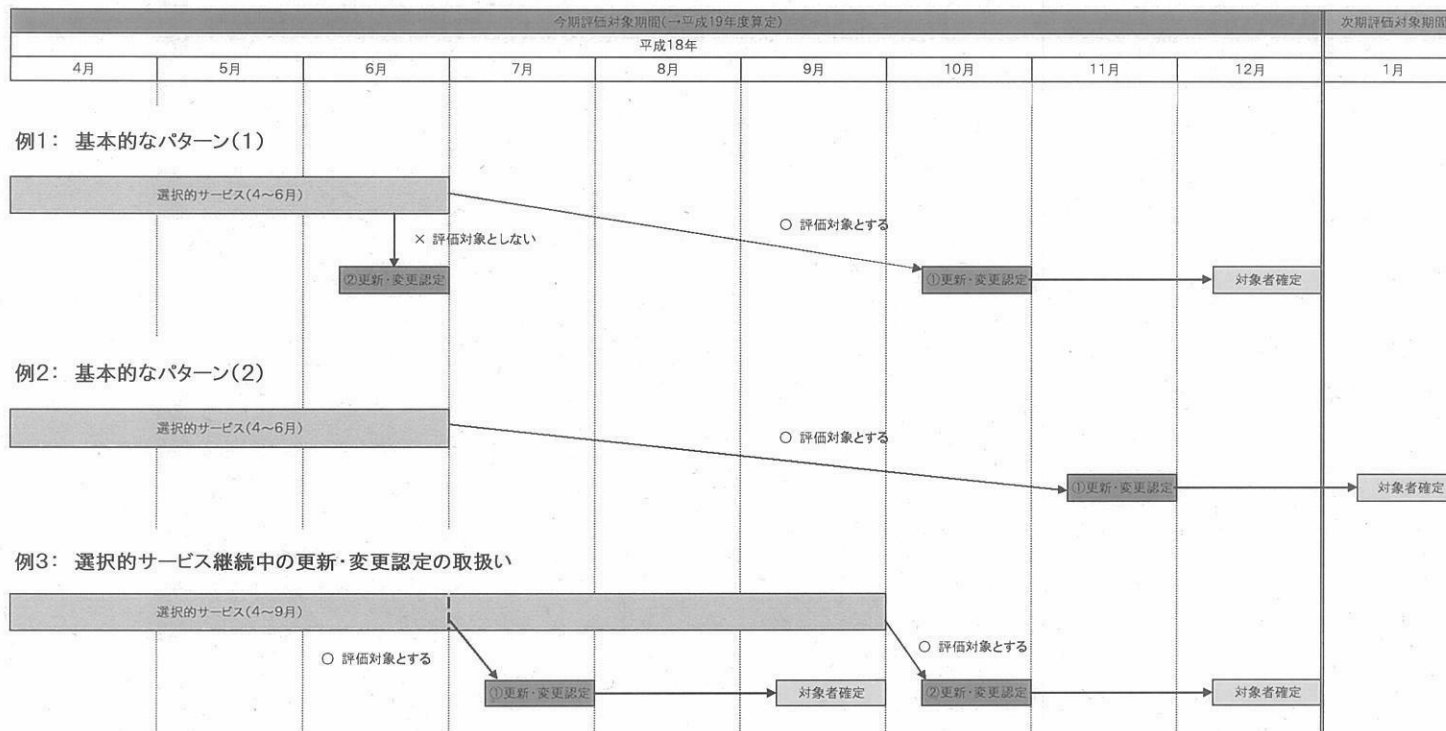 今期評価対象期間(→平成19年度算定)
次期評価対象期間
平成18年
4月 5月 6月 7月 8月 9月 10月 11月 12月 1月
例1: 基本的なパターン(1)
選択的サービス(4～6月)
○ 評価対象とする
× 評価対象としない
②更新・変更認定
①更新・変更認定
対象者確定
例2: 基本的なパターン(2)
選択的サービス(4～6月)
○ 評価対象とする
①更新・変更認定
対象者確定
例3: 選択的サービス継続中の更新・変更認定の取扱い
選択的サービス(4～9月)
○ 評価対象とする
○ 評価対象とする
①更新・変更認定
対象者確定
②更新・変更認定
対象者確定